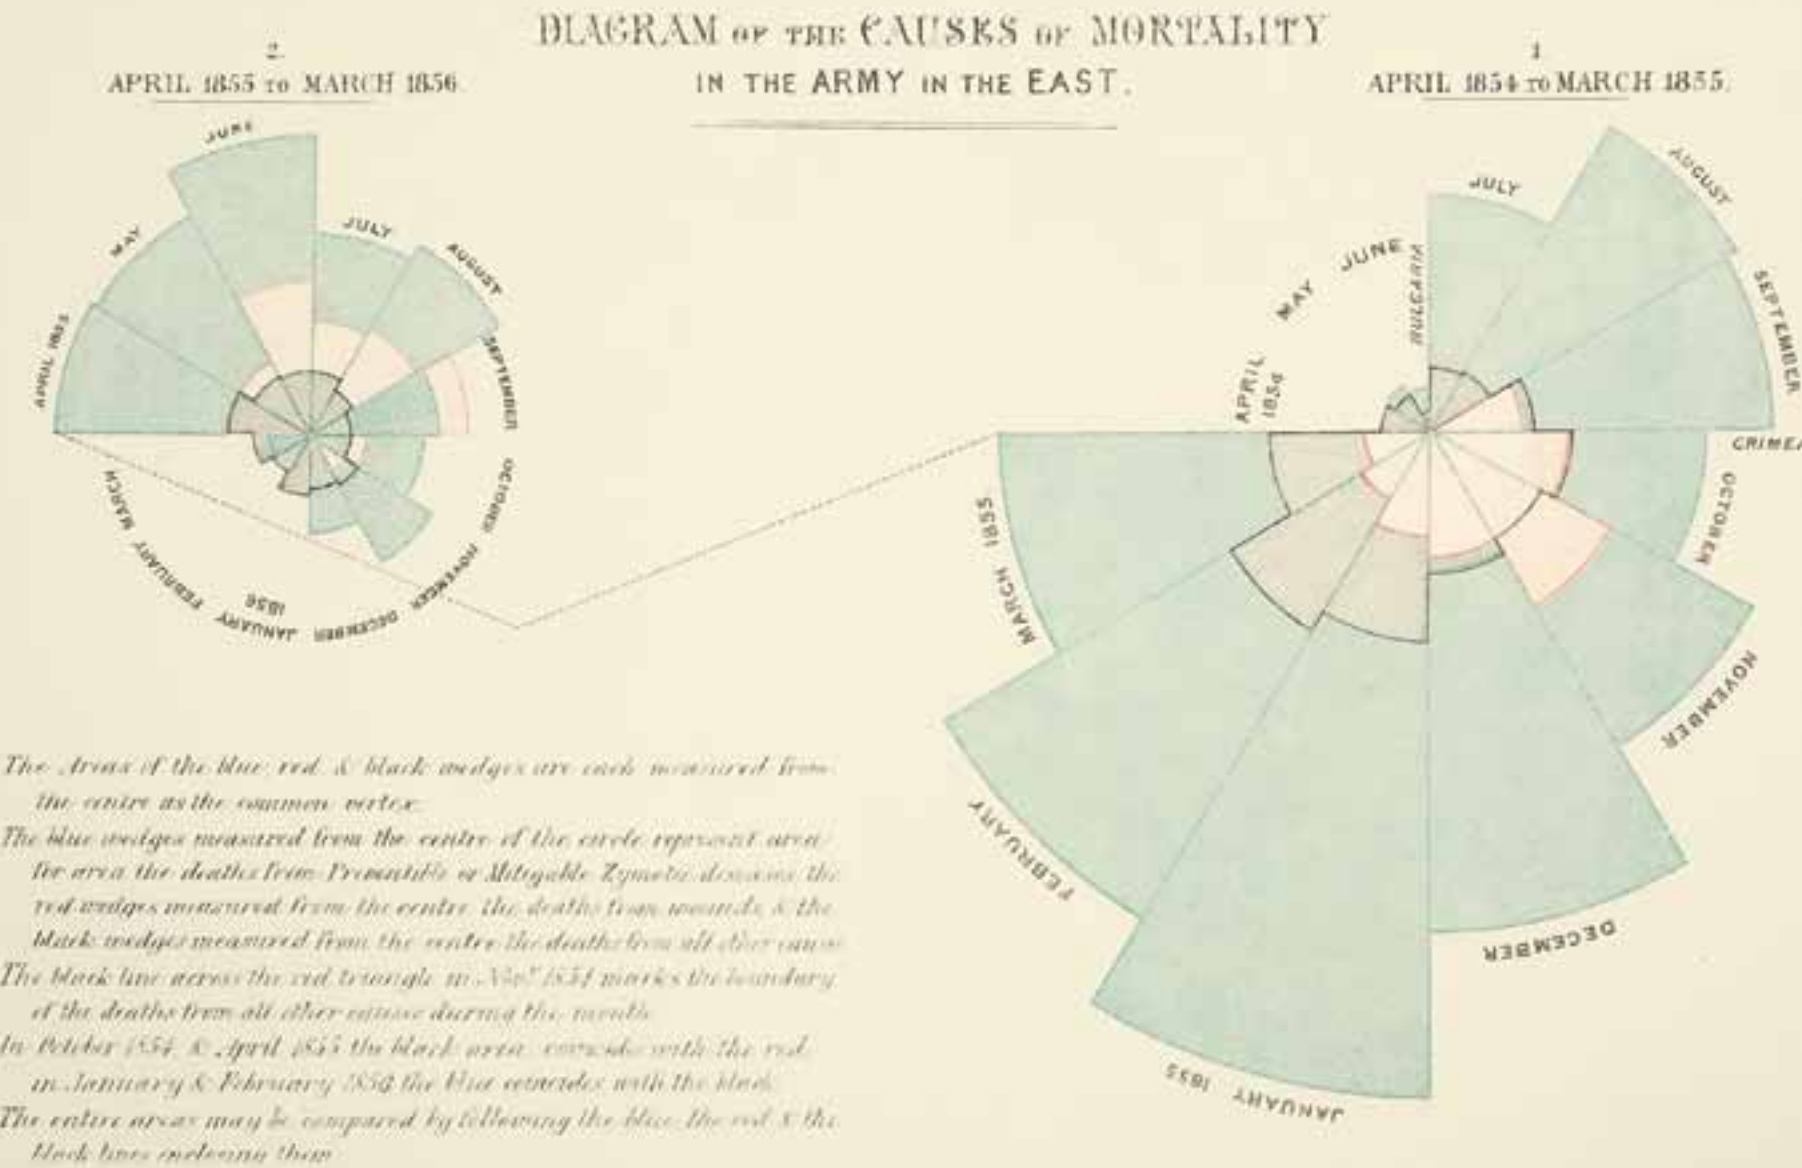 DIAGRAM OF THE CAUSES OF MORTALITY
IN THE ARMY IN THE EAST.
2.
APRIL 1855 TO MARCH 1856.
1.
APRIL 1854 TO MARCH 1855.
JUNE
JULY
AUGUST
SEPTEMBER
OCTOBER
NOVEMBER
DECEMBER
JANUARY
1856
FEBRUARY
MARCH
APRIL 1855
MAY
APRIL
1854
MAY
JUNE
BULGARIA
JULY
AUGUST
SEPTEMBER
CRIMEA
OCTOBER
NOVEMBER
DECEMBER
JANUARY 1855
FEBRUARY
MARCH 1855
The Areas of the blue, red, & black wedges are each measured from
the centre as the common vertex.
The blue wedges measured from the centre of the circle represent area
for area the deaths from Preventible or Mitigable Zymotic diseases, the
red wedges measured from the centre the deaths from wounds, & the
black wedges measured from the centre the deaths from all other causes
The black line across the red triangle in Novr. 1854 marks the boundary
of the deaths from all other causes during the month
In October 1854, & April 1855 the black area coincides with the red
in January & February 1856 the blue coincides with the black
The entire areas may be compared by following the blue, the red & the
black lines enclosing them